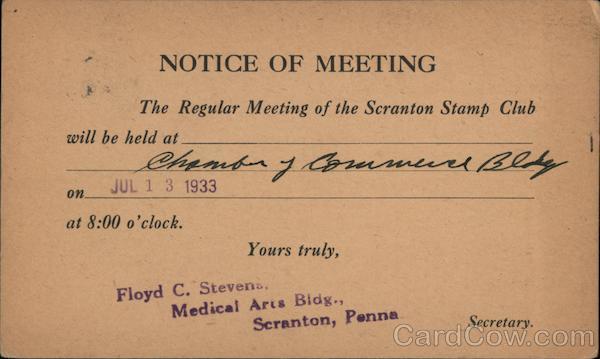 NOTICE OF MEETING
The Regular Meeting of the Scranton Stamp Club
will be held at
Chamber of Commerce Bldg
on JUL 13 1933
at 8:00 o'clock.
Yours truly,
Floyd C. Stevens,
Medical Arts Bldg.,
Scranton, Penna.
Secretary.
CardCow.com